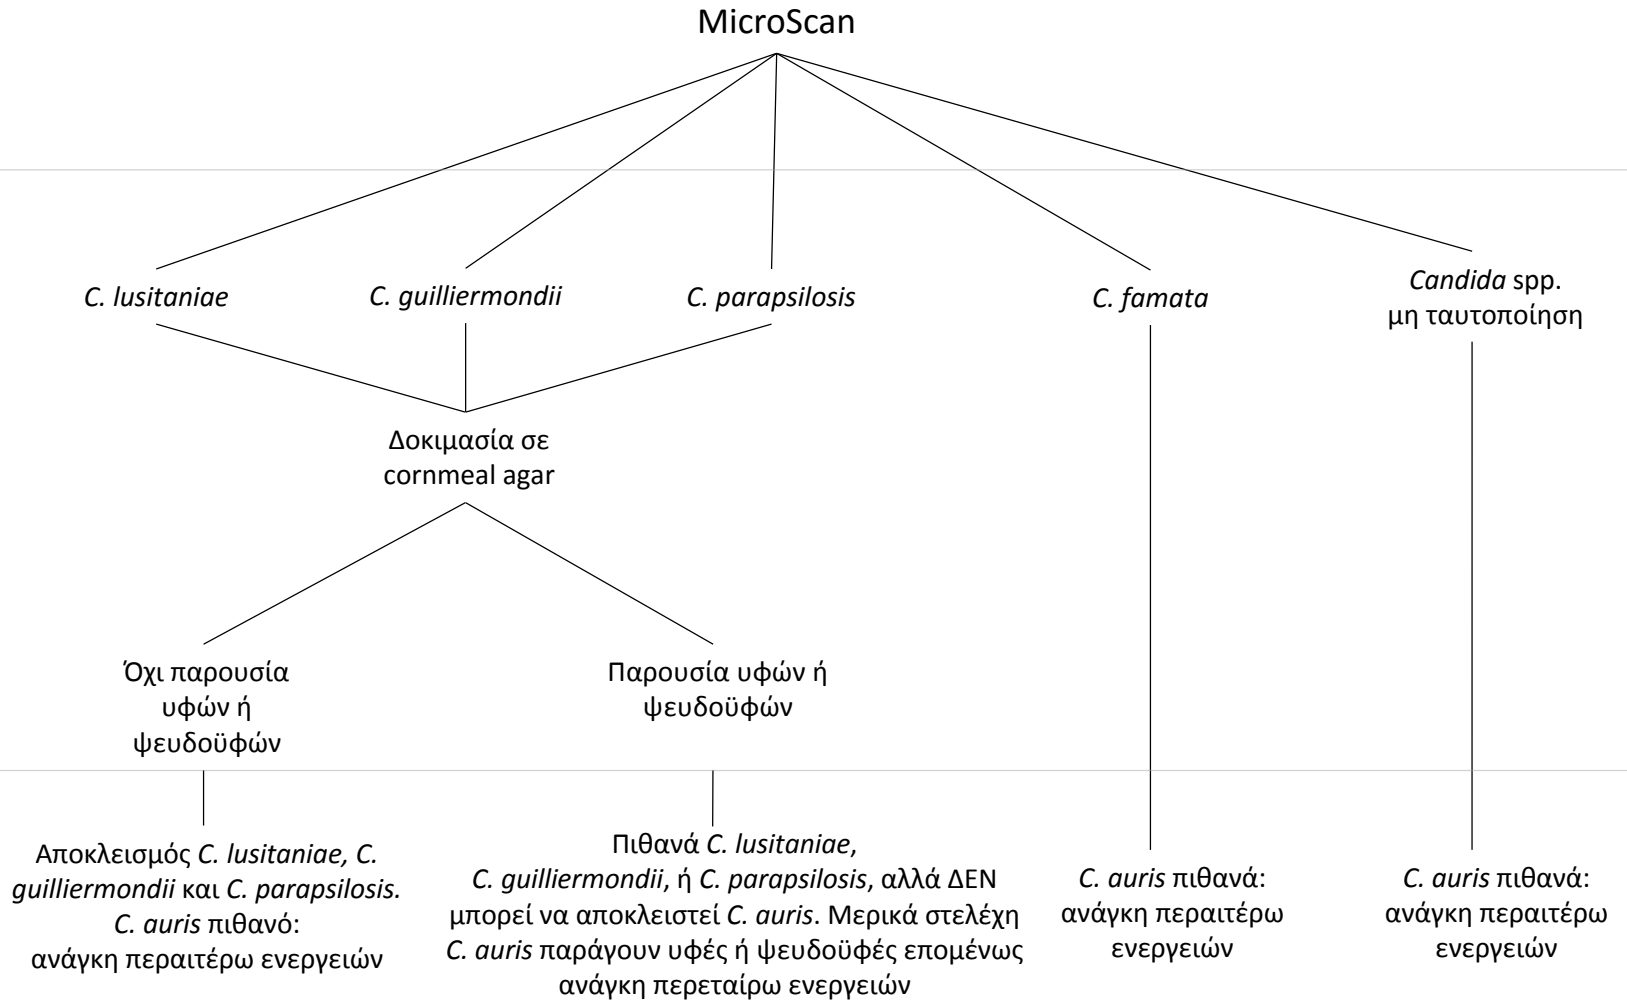 MicroScan
C. lusitaniae
C. guilliermondii
C. parapsilosis
C. famata
Candida spp.
μη ταυτοποίηση
Δοκιμασία σε
cornmeal agar
Όχι παρουσία
υφών ή
ψευδοϋφών
Παρουσία υφών ή
ψευδοϋφών
Αποκλεισμός C. lusitaniae, C.
guilliermondii και C. parapsilosis.
C. auris πιθανό:
ανάγκη περαιτέρω ενεργειών
Πιθανά C. lusitaniae,
C. guilliermondii, ή C. parapsilosis, αλλά ΔΕΝ
μπορεί να αποκλειστεί C. auris. Μερικά στελέχη
C. auris παράγουν υφές ή ψευδοϋφές επομένως
ανάγκη περεταίρω ενεργειών
C. auris πιθανά:
ανάγκη περαιτέρω
ενεργειών
C. auris πιθανά:
ανάγκη περαιτέρω
ενεργειών